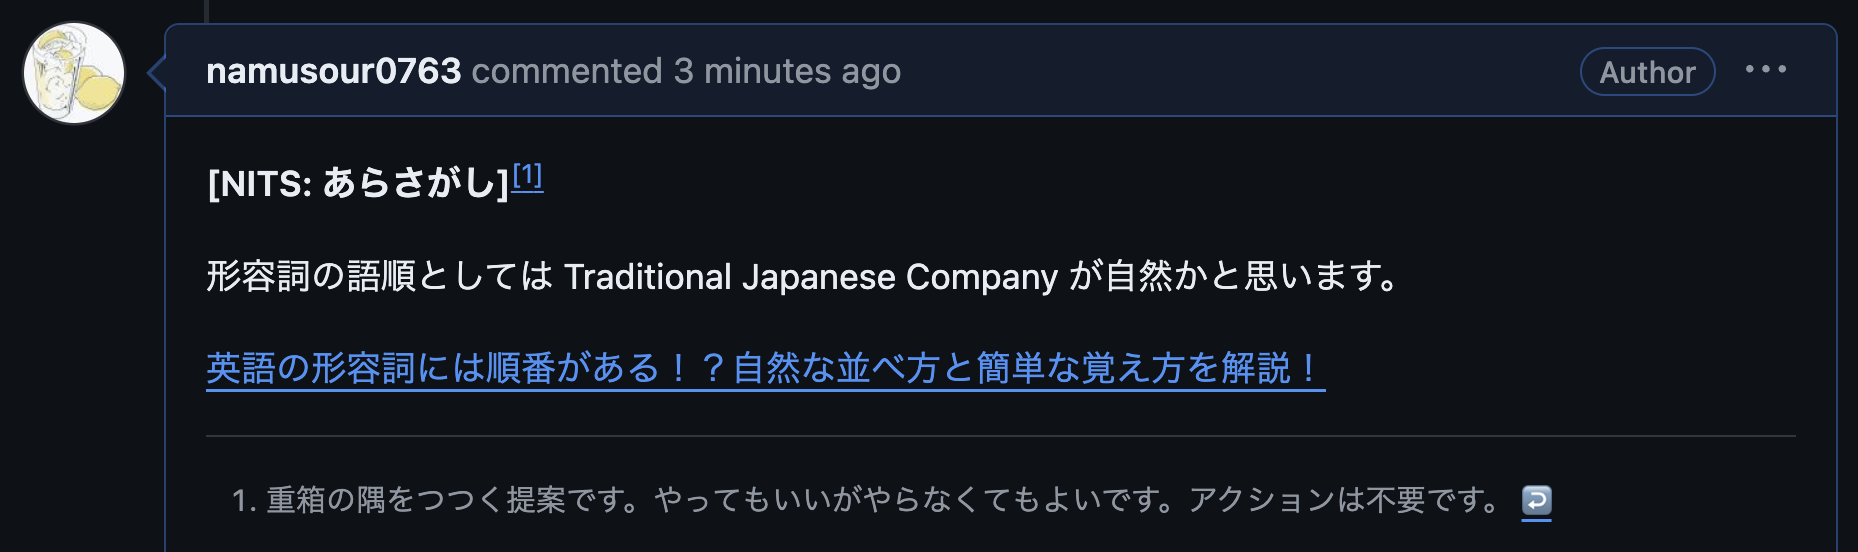 namusour0763 commented 3 minutes ago Author
[NITS: あらさがし][1]
形容詞の語順としては Traditional Japanese Company が自然かと思います。
英語の形容詞には順番がある！？自然な並べ方と簡単な覚え方を解説！
1. 重箱の隅をつつく提案です。やってもいいがやらなくてもよいです。アクションは不要です。